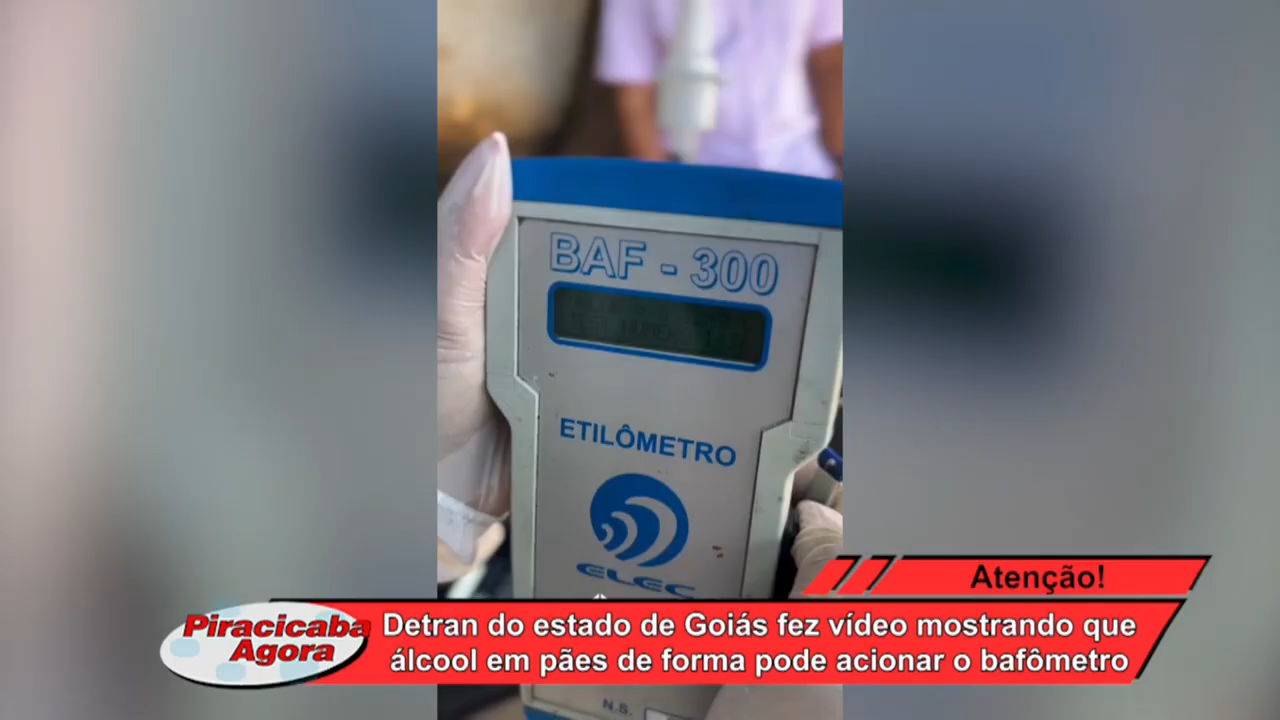 BAF - 300
ETILÔMETRO
ELEC
Atenção!
Piracicaba
Agora
Detran do estado de Goiás fez vídeo mostrando que
álcool em pães de forma pode acionar o bafômetro
N.S.